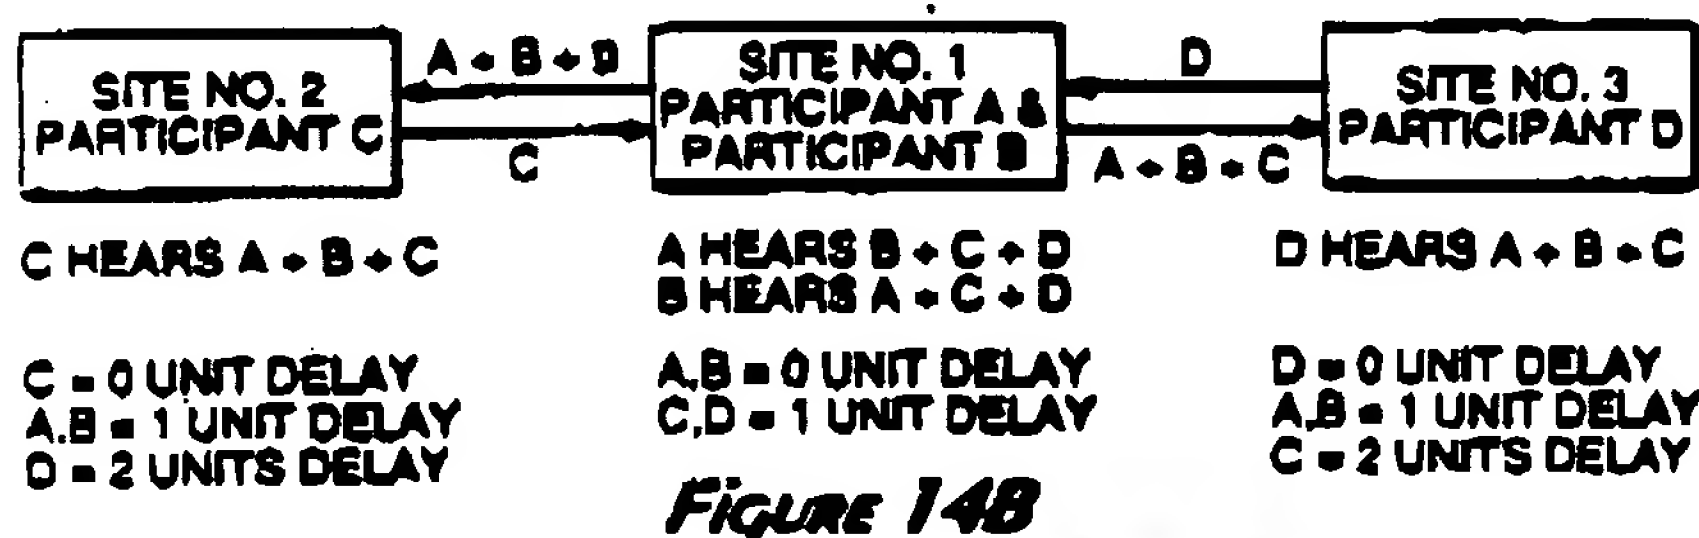 SITE NO. 2
PARTICIPANT C
A + B + D
C
SITE NO. 1
PARTICIPANT A &
PARTICIPANT B
D
A + B + C
SITE NO. 3
PARTICIPANT D
C HEARS A + B + C
A HEARS B + C + D
B HEARS A + C + D
D HEARS A + B + C
C = 0 UNIT DELAY
A,B = 1 UNIT DELAY
D = 2 UNITS DELAY
A,B = 0 UNIT DELAY
C,D = 1 UNIT DELAY
D = 0 UNIT DELAY
A,B = 1 UNIT DELAY
C = 2 UNITS DELAY
FIGURE 14B